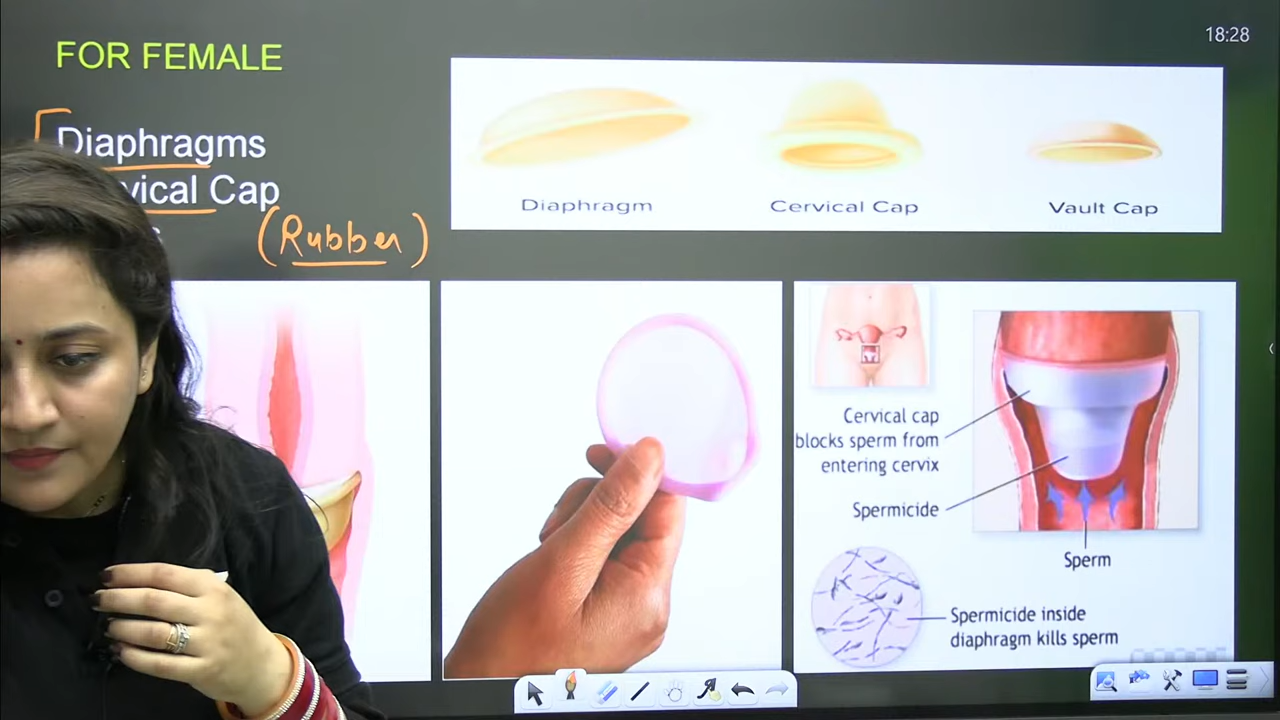 FOR FEMALE
18:28
Diaphragms
Cap
(Rubber)
Diaphragm
Cervical Cap
Vault Cap
Cervical cap
blocks sperm from
entering cervix
Spermicide
Sperm
Spermicide inside
diaphragm kills sperm